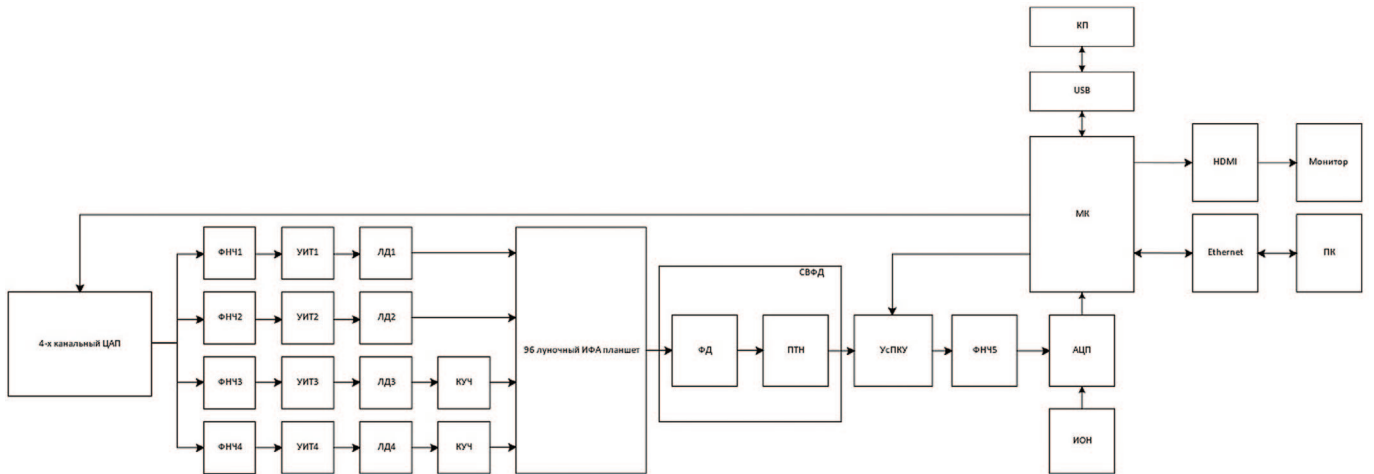 КП
USB
МК
HDMI
Монитор
Ethernet
ПК
4-х канальный ЦАП
ФНЧ1
УИТ1
ЛД1
ФНЧ2
УИТ2
ЛД2
ФНЧ3
УИТ3
ЛД3
КУЧ
ФНЧ4
УИТ4
ЛД4
КУЧ
96 луночный ИФА планшет
СВФД
ФД
ПТН
УсПКУ
ФНЧ5
АЦП
ИОН